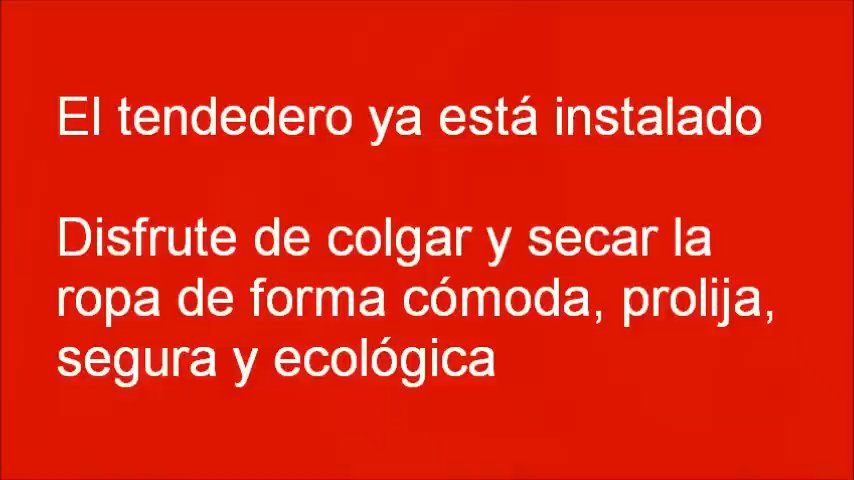 El tendedero ya está instalado
Disfrute de colgar y secar la
ropa de forma cómoda, prolija,
segura y ecológica